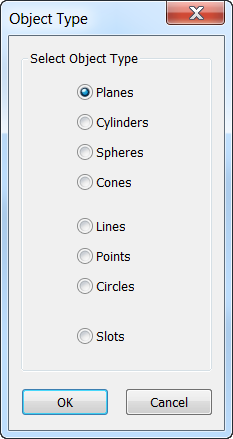 Object Type
Select Object Type
Planes
Cylinders
Spheres
Cones
Lines
Points
Circles
Slots
OK Cancel